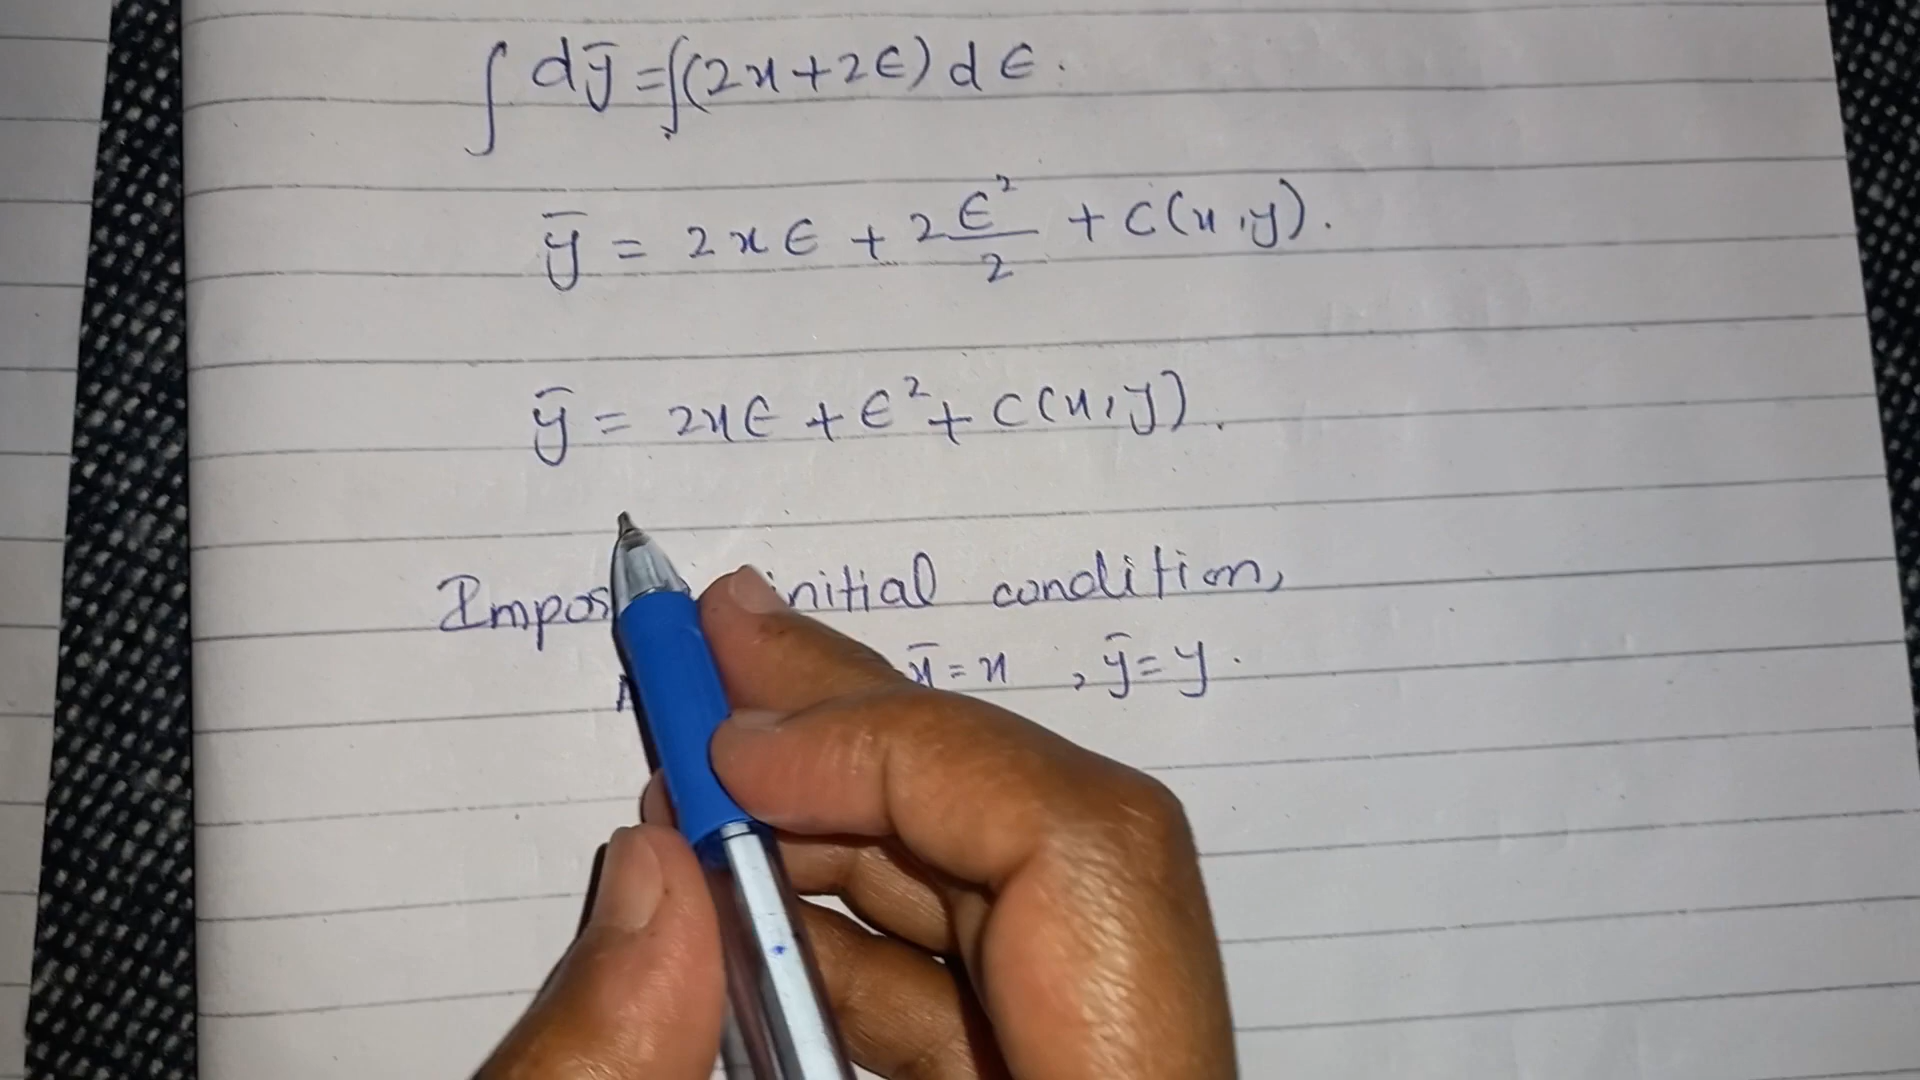 ∫ dȳ = ∫(2x+2ϵ) dϵ.
ȳ = 2xϵ + 2ϵ²/2 + c(x,y).
ȳ = 2xϵ + ϵ² + c(x,y).
initial condition,
x̄ = x , ȳ = y.